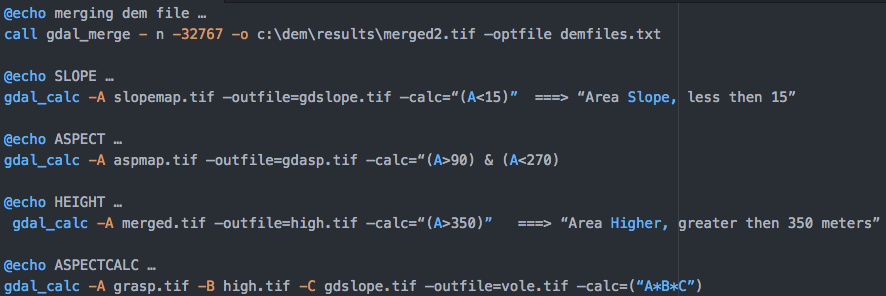 @echo merging dem file …
call gdal_merge – n -32767 -o c:\dem\results\merged2.tif —optfile demfiles.txt
@echo SLOPE …
gdal_calc -A slopemap.tif —outfile=gdslope.tif —calc=“(A<15)” ===> “Area Slope, less then 15”
@echo ASPECT …
gdal_calc -A aspmap.tif —outfile=gdasp.tif —calc=“(A>90) & (A<270)
@echo HEIGHT …
gdal_calc -A merged.tif —outfile=high.tif —calc=“(A>350)” ===> “Area Higher, greater then 350 meters”
@echo ASPECTCALC …
gdal_calc -A grasp.tif -B high.tif -C gdslope.tif —outfile=vole.tif —calc=(“A*B*C”)